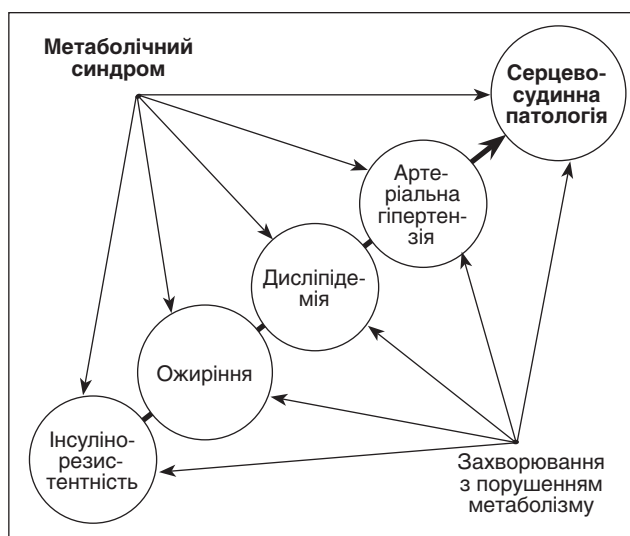 Метаболічний
синдром
Серцево-
судинна
патологія
Арте-
ріальна
гіпертен-
зія
Дисліпіде-
мія
Ожиріння
Інсуліно-
резис-
тентність
Захворювання
з порушенням
метаболізму